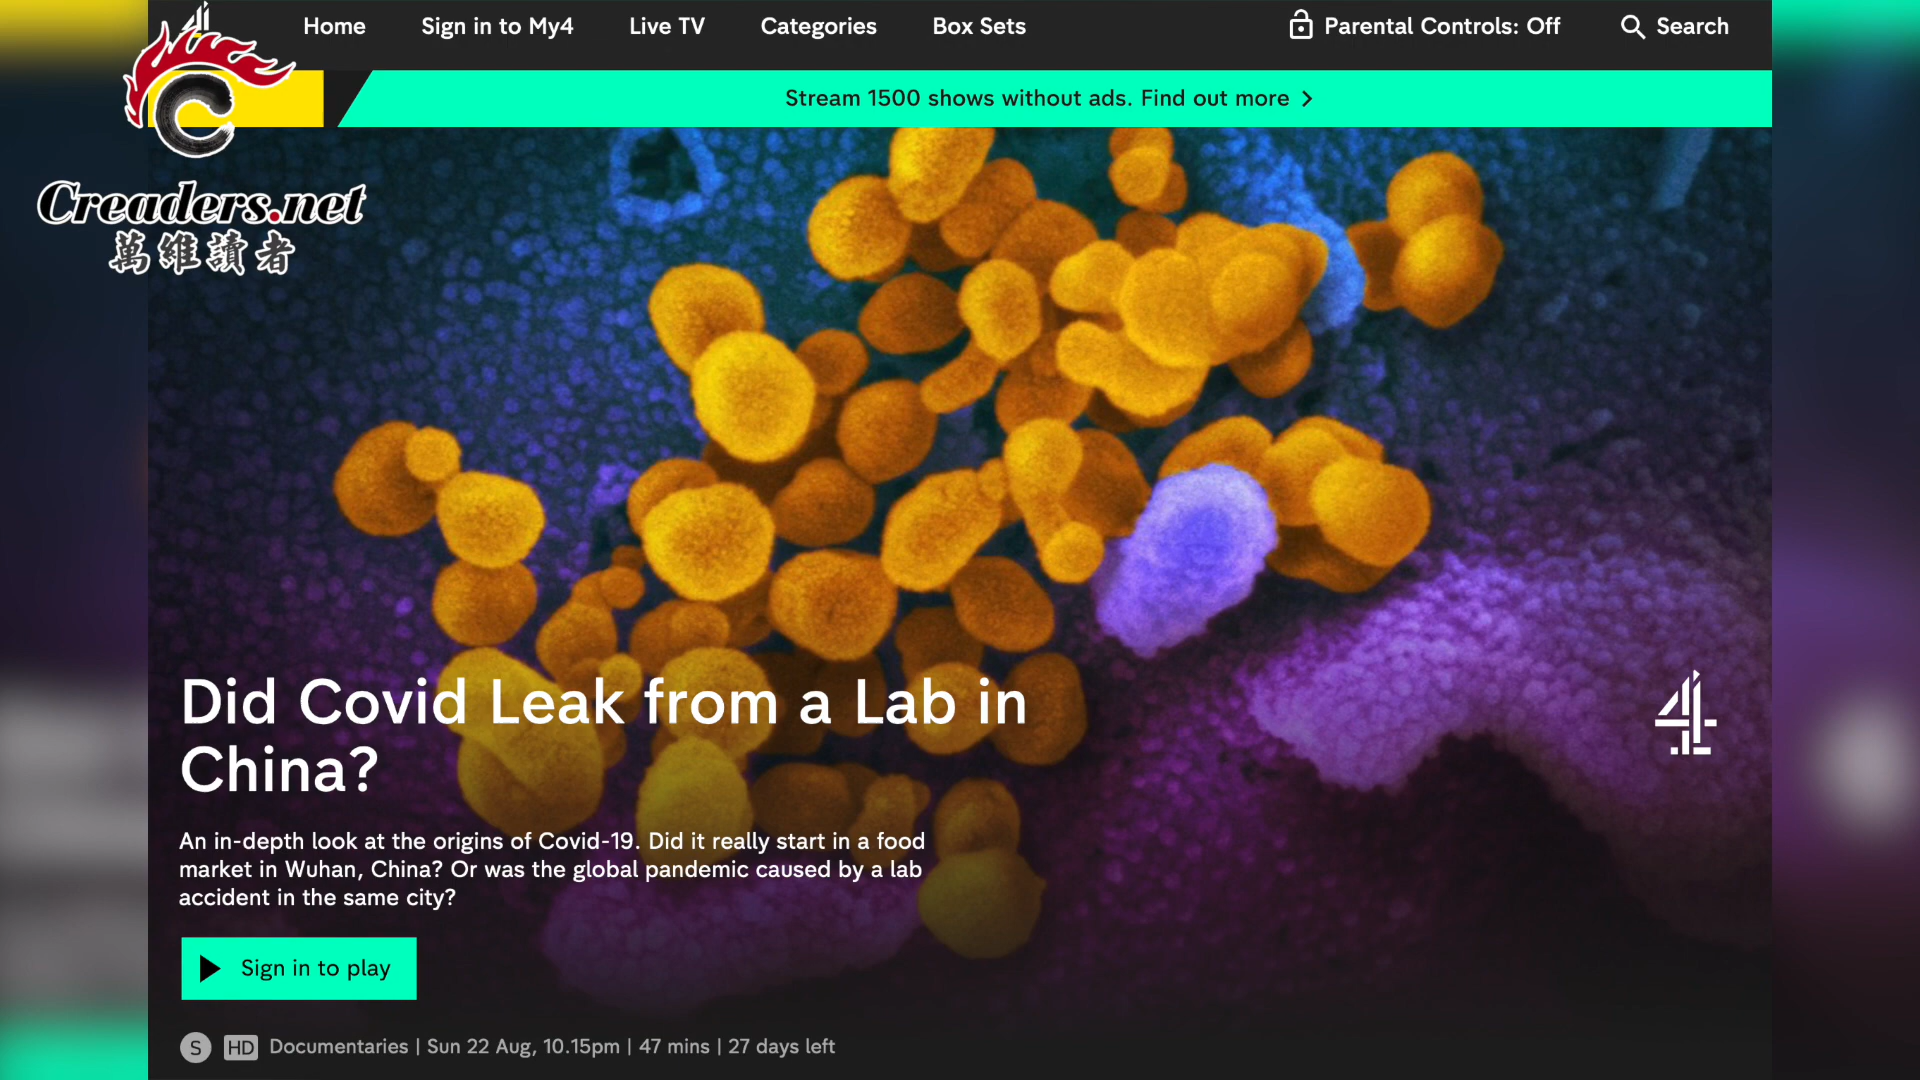 Home Sign in to My4 Live TV Categories Box Sets Parental Controls: Off Search
Stream 1500 shows without ads. Find out more
Creaders.net
萬維讀者
Did Covid Leak from a Lab in
China?
4
An in-depth look at the origins of Covid-19. Did it really start in a food
market in Wuhan, China? Or was the global pandemic caused by a lab
accident in the same city?
Sign in to play
S HD Documentaries | Sun 22 Aug, 10.15pm | 47 mins | 27 days left